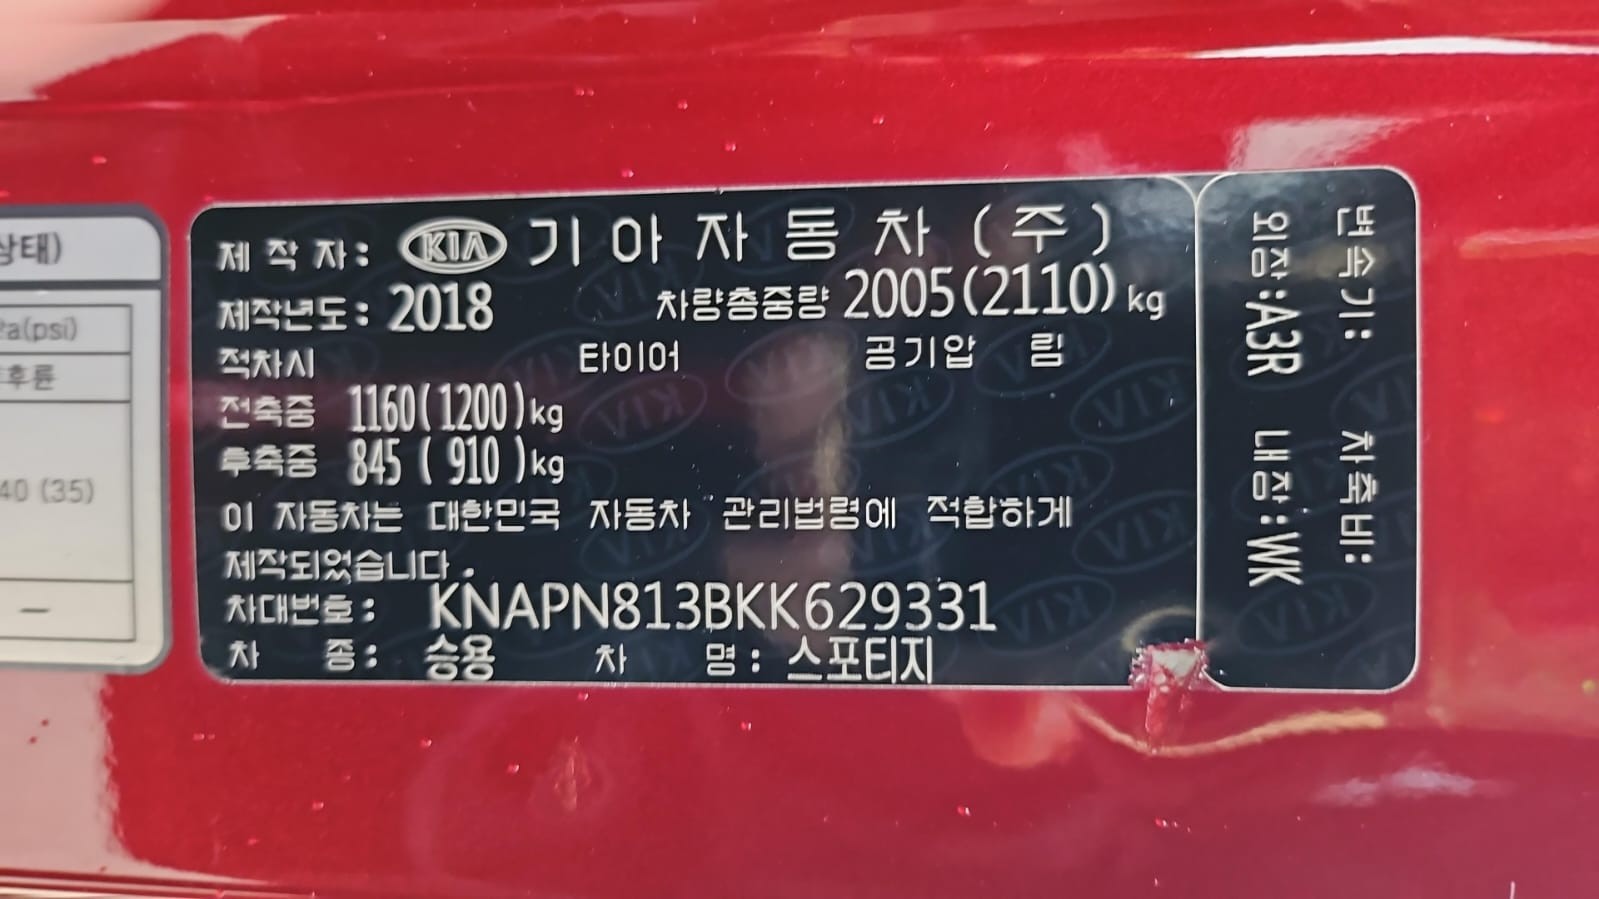 상태)
Pa(psi)
후륜
40 (35)
–
제 작 자: KIA 기 아 자 동 차 (주)
제작년도: 2018 차량총중량 2005(2110) kg
적차시 타이어 공기압 림
전축중 1160(1200)kg
후축중 845 ( 910 )kg
이 자동차는 대한민국 자동차 관리법령에 적합하게
제작되었습니다.
차대번호: KNAPN813BKK629331
차 종: 승용 차 명: 스포티지
변속기: 차축비:
외장:A3R 내장:WK